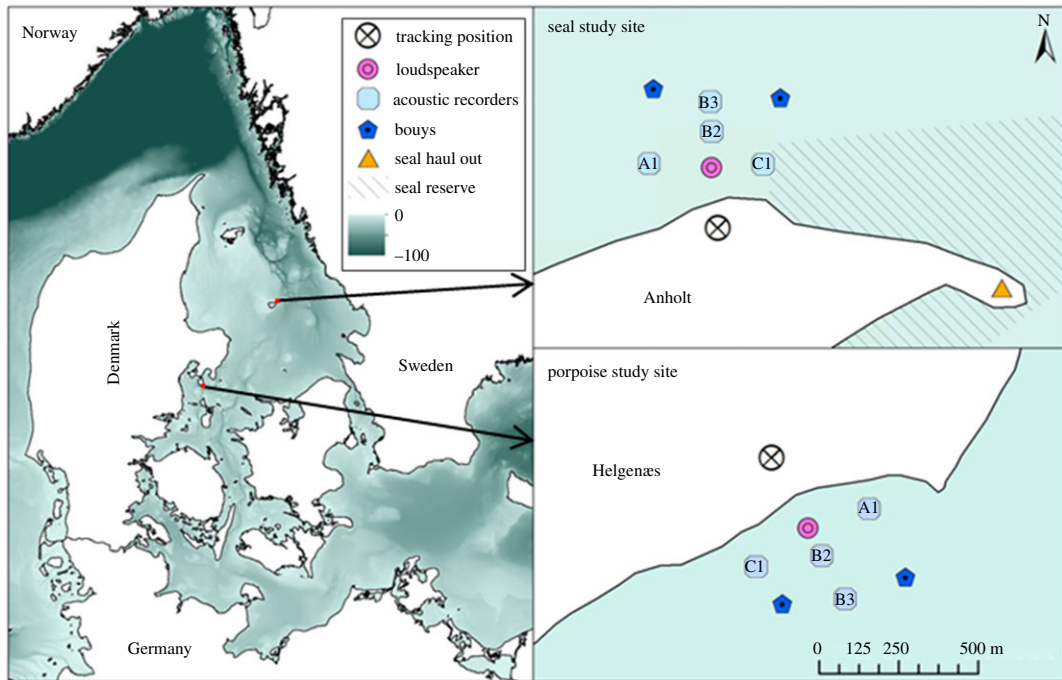 Norway
Denmark
Sweden
Germany
tracking position
loudspeaker
acoustic recorders
bouys
seal haul out
seal reserve
0
–100
seal study site
N
B3
B2
A1
C1
Anholt
porpoise study site
Helgenæs
A1
B2
C1
B3
0 125 250 500 m